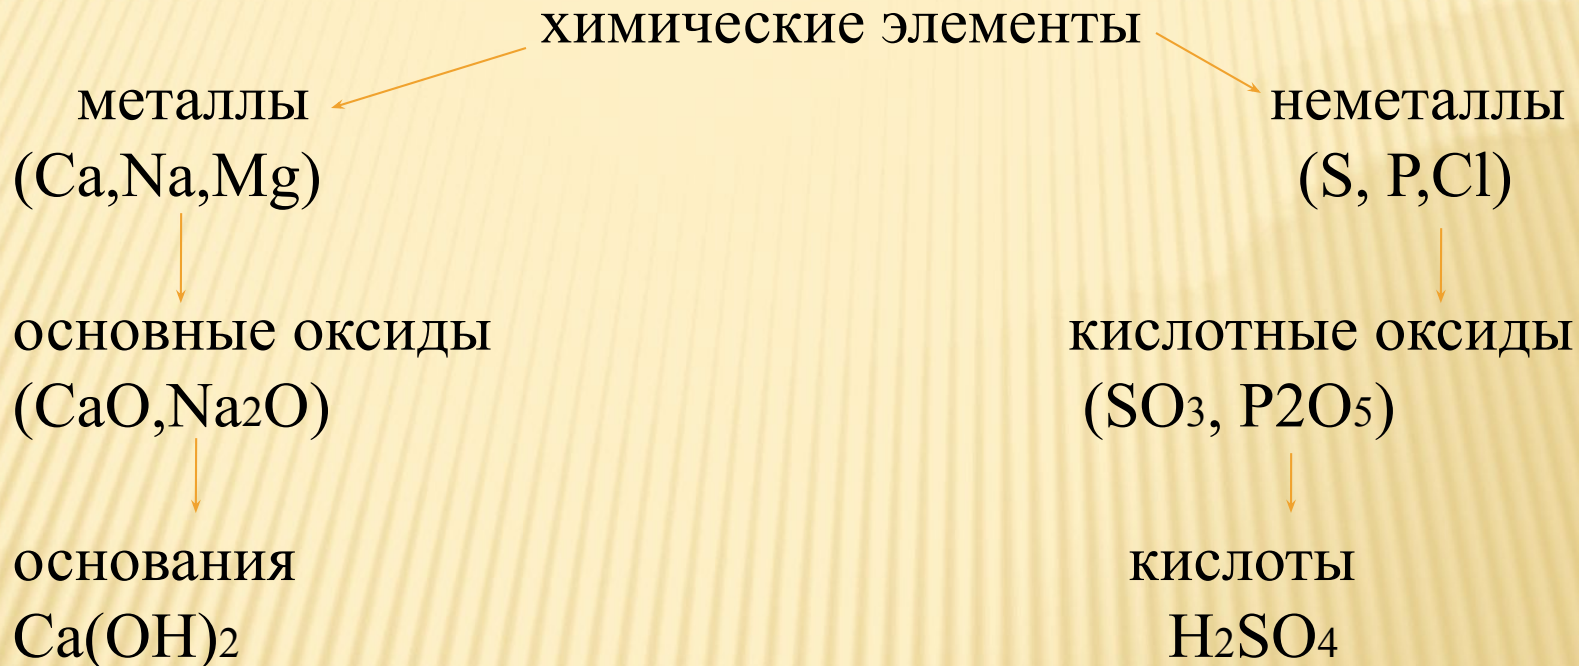 химические элементы
металлы
неметаллы
(Ca,Na,Mg)
(S, P,Cl)
основные оксиды
кислотные оксиды
(CaO,Na2O)
(SO3, P2O5)
основания
кислоты
Ca(OH)2
H2SO4